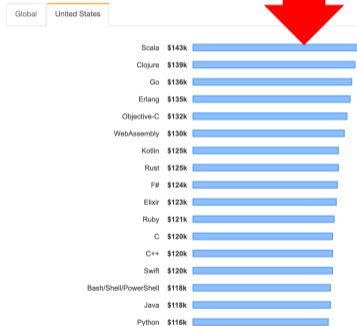 Global United States
Scala $143k
Clojure $139k
Go $136k
Erlang $135k
Objective-C $132k
WebAssembly $130k
Kotlin $125k
Rust $125k
F# $124k
Elixir $123k
Ruby $121k
C $120k
C++ $120k
Swift $120k
Bash/Shell/PowerShell $118k
Java $118k
Python $116k